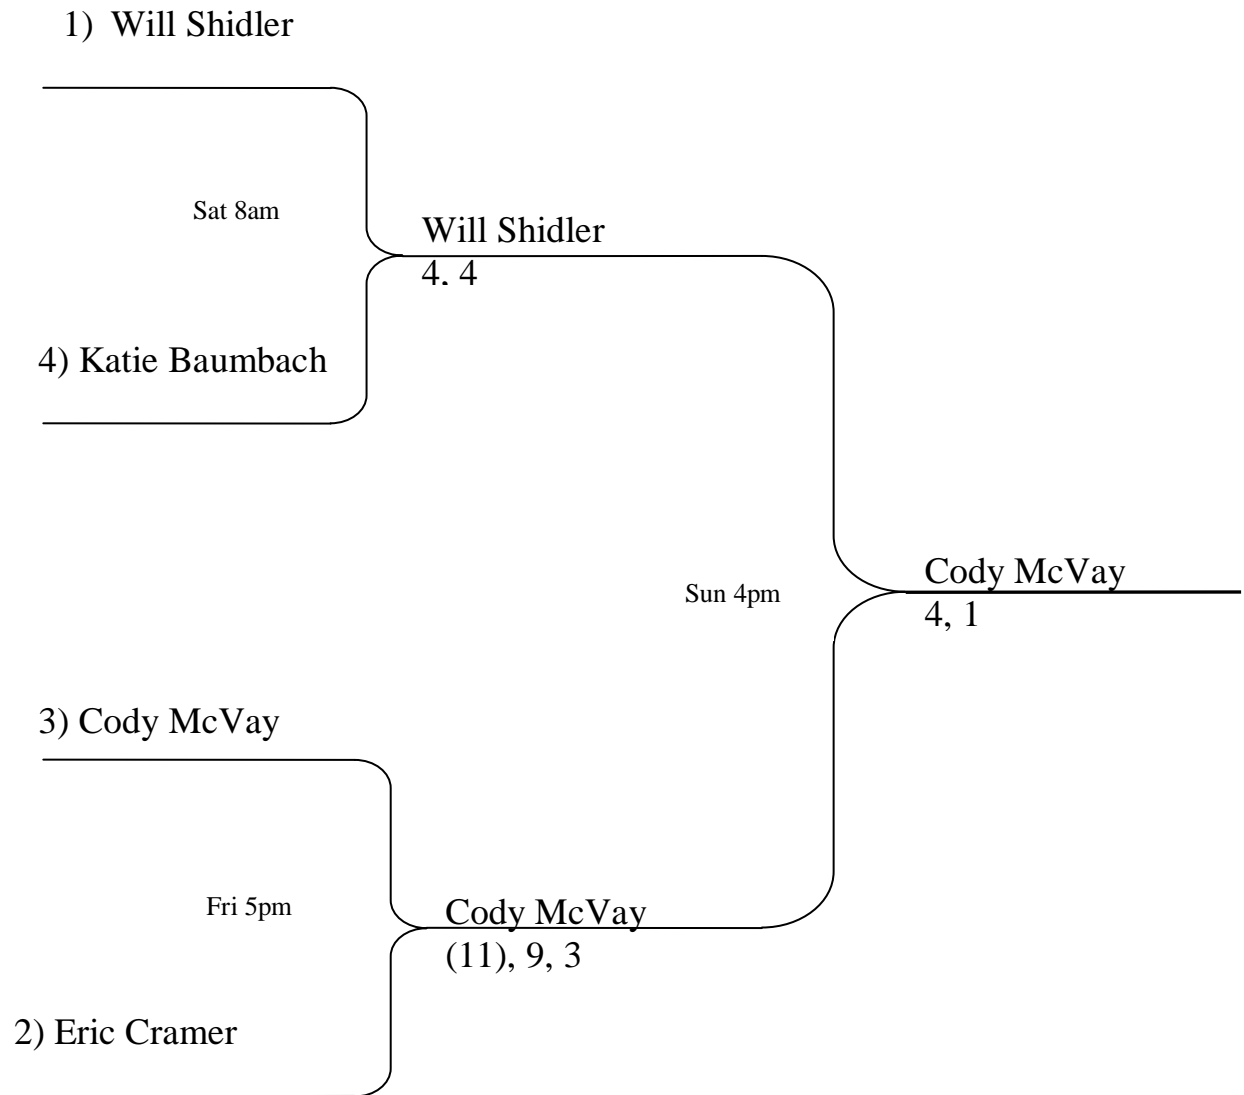 1) Will Shidler
Sat 8am
Will Shidler
4, 4
4) Katie Baumbach
Sun 4pm
Cody McVay
4, 1
3) Cody McVay
Fri 5pm
Cody McVay
(11), 9, 3
2) Eric Cramer